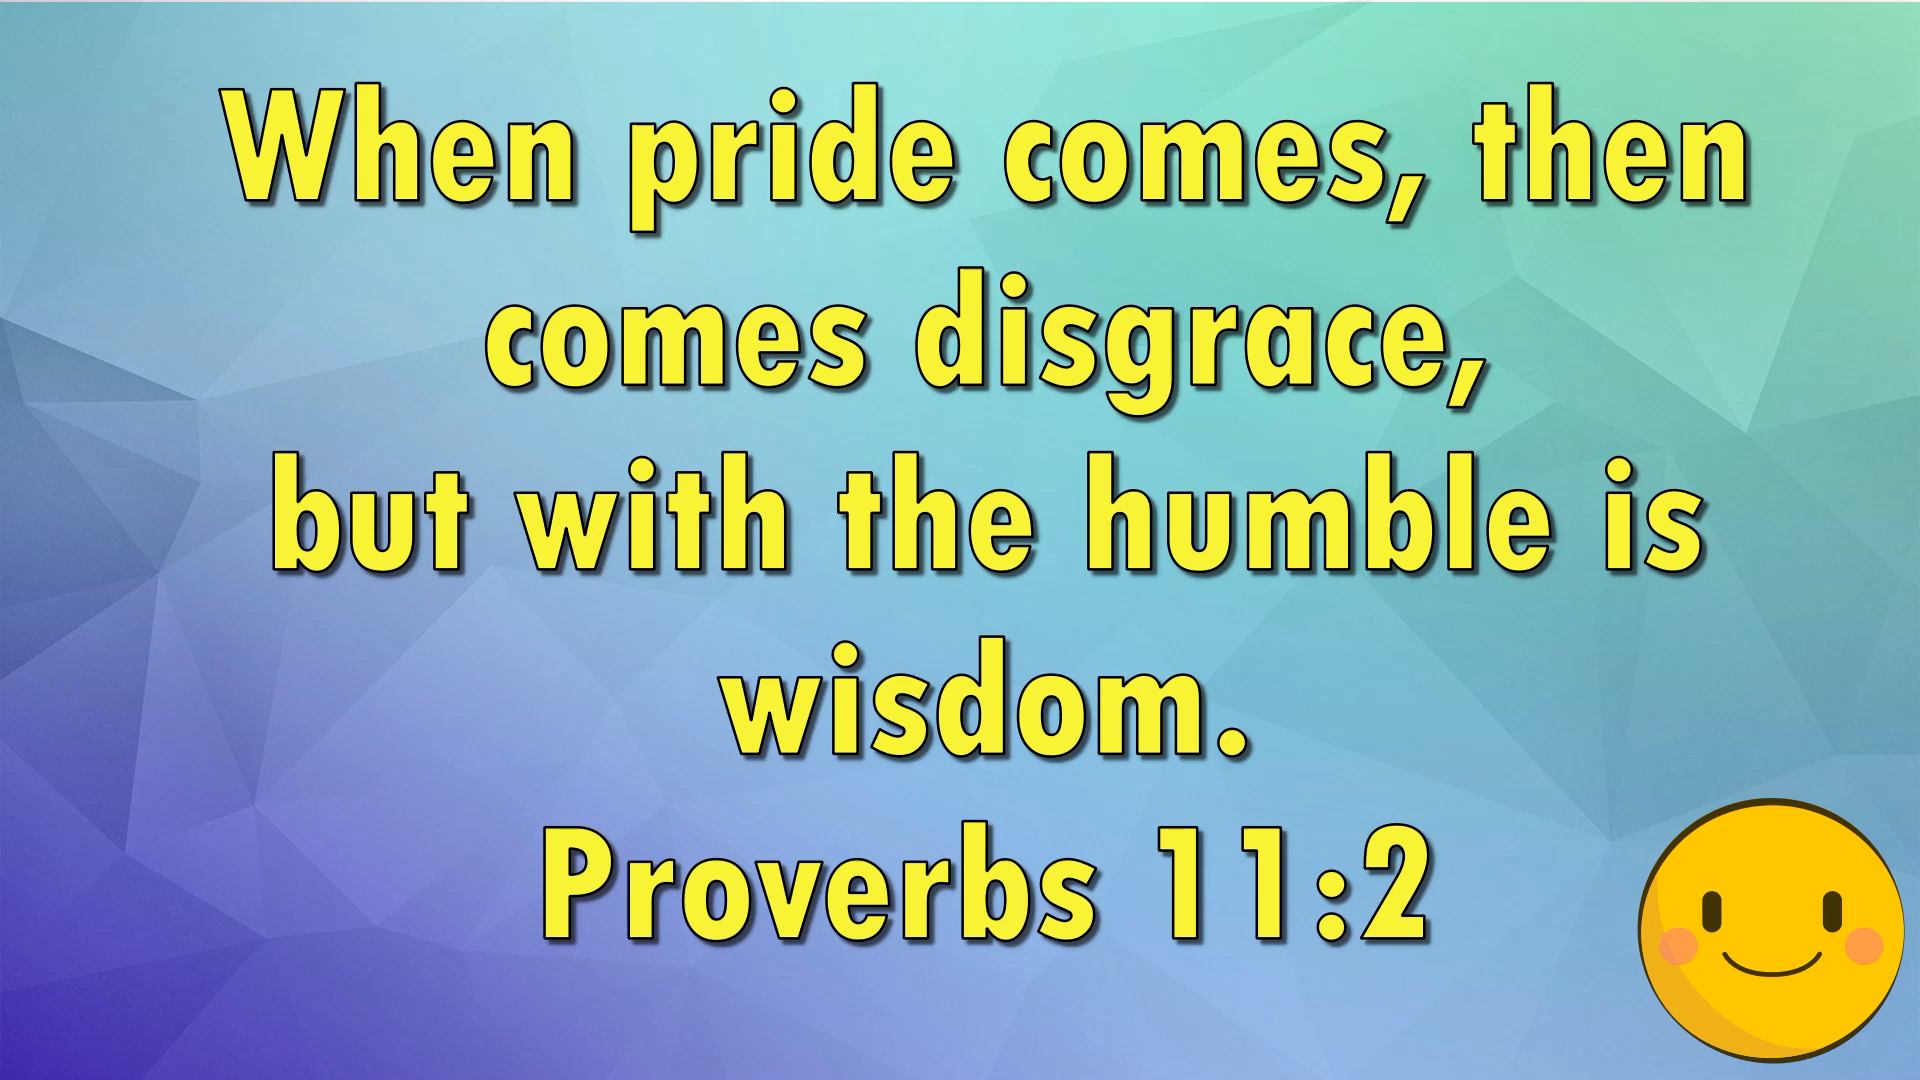 When pride comes, then
comes disgrace,
but with the humble is
wisdom.
Proverbs 11:2